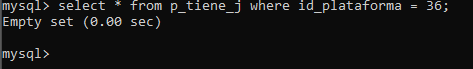 mysql> select * from p_tiene_j where id_plataforma = 36;
Empty set (0.00 sec)
mysql>